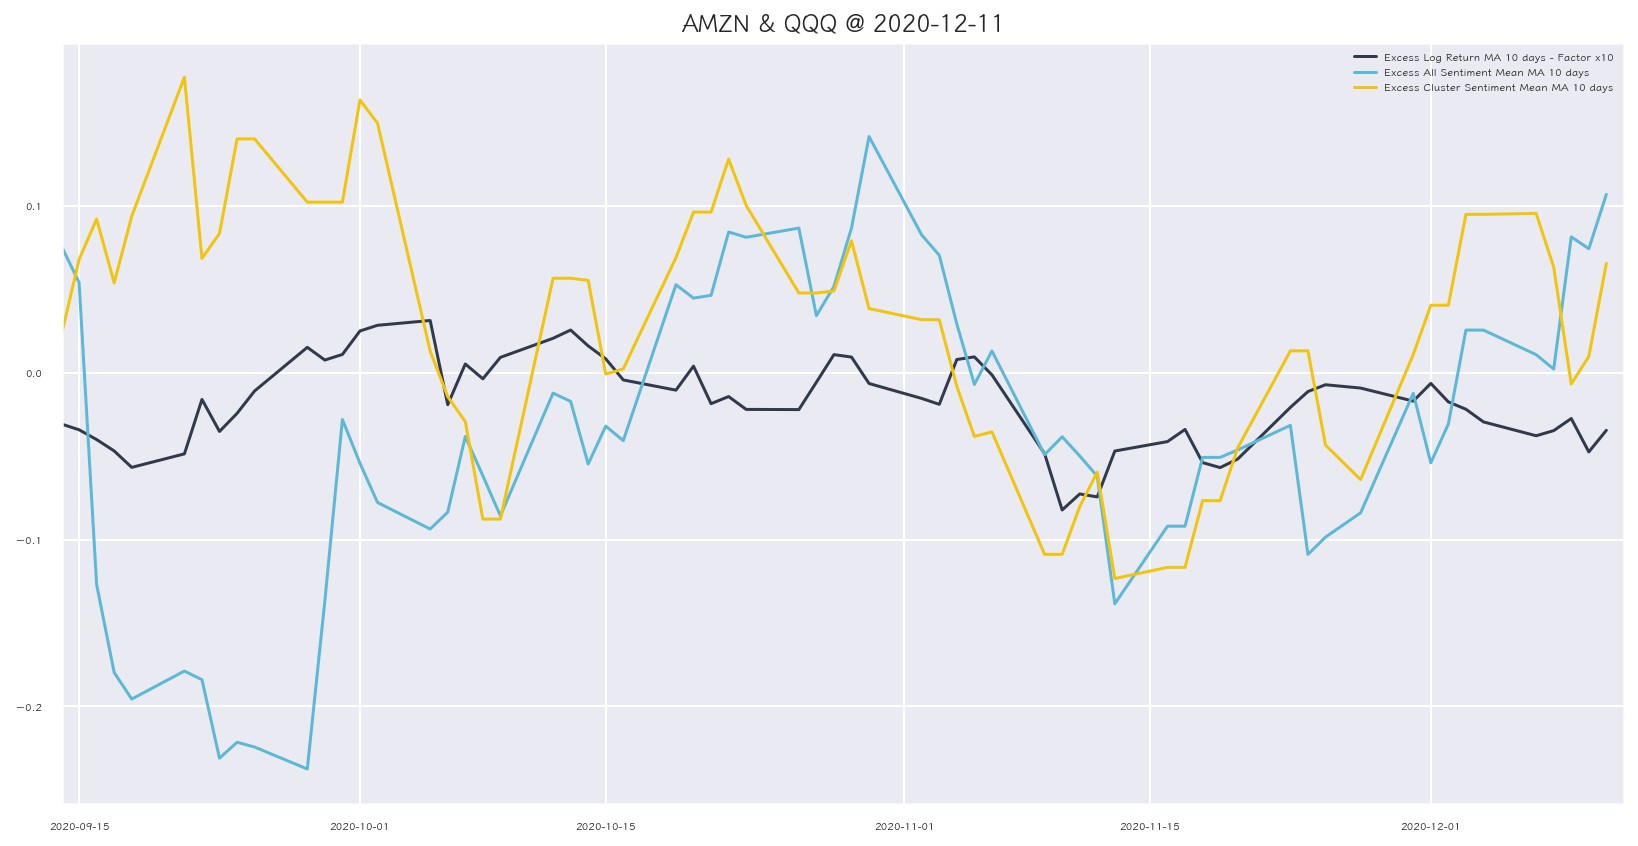 AMZN & QQQ @ 2020-12-11
Excess Log Return MA 10 days - Factor x10
Excess All Sentiment Mean MA 10 days
Excess Cluster Sentiment Mean MA 10 days
0.1
0.0
−0.1
−0.2
2020-09-15
2020-10-01
2020-10-15
2020-11-01
2020-11-15
2020-12-01